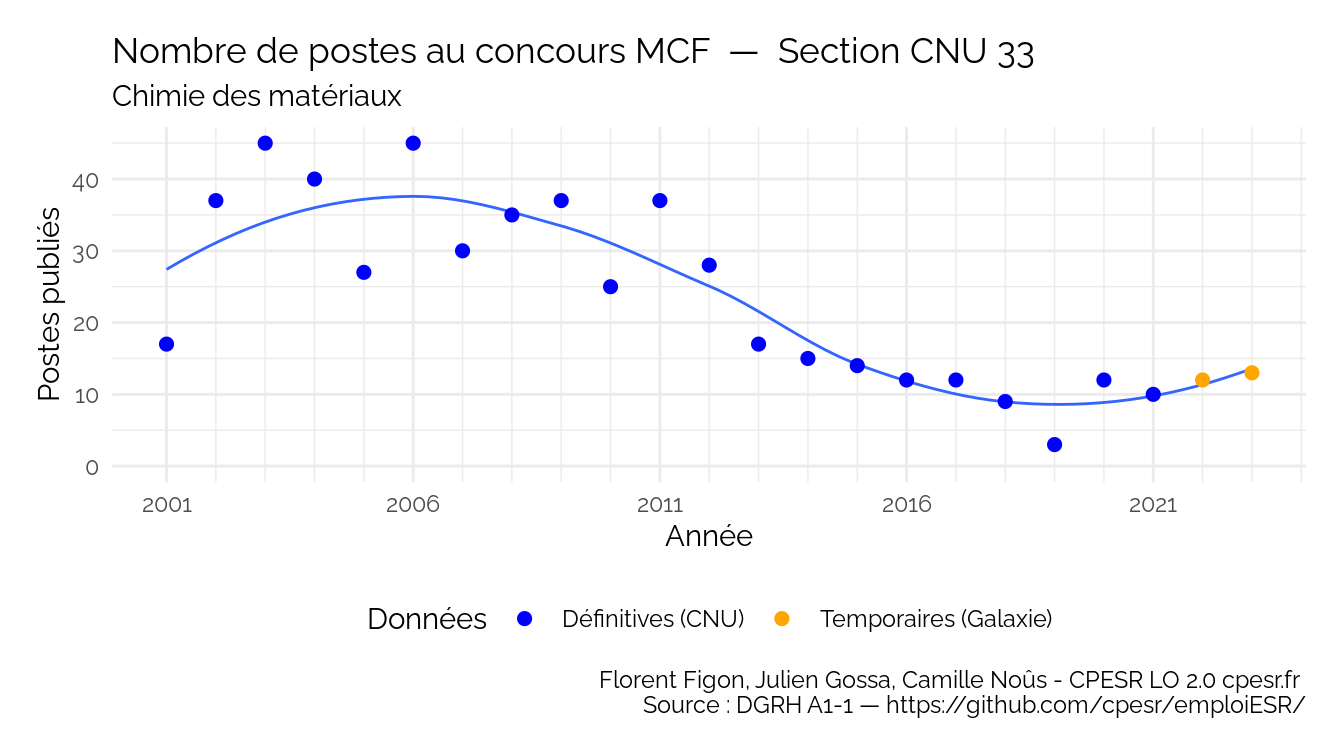 Nombre de postes au concours MCF — Section CNU 33
Chimie des matériaux
Postes publiés
40
30
20
10
0
2001 2006 2011 2016 2021
Année
Données Définitives (CNU) Temporaires (Galaxie)
Florent Figon, Julien Gossa, Camille Noûs - CPESR LO 2.0 cpesr.fr
Source : DGRH A1-1 — https://github.com/cpesr/emploiESR/